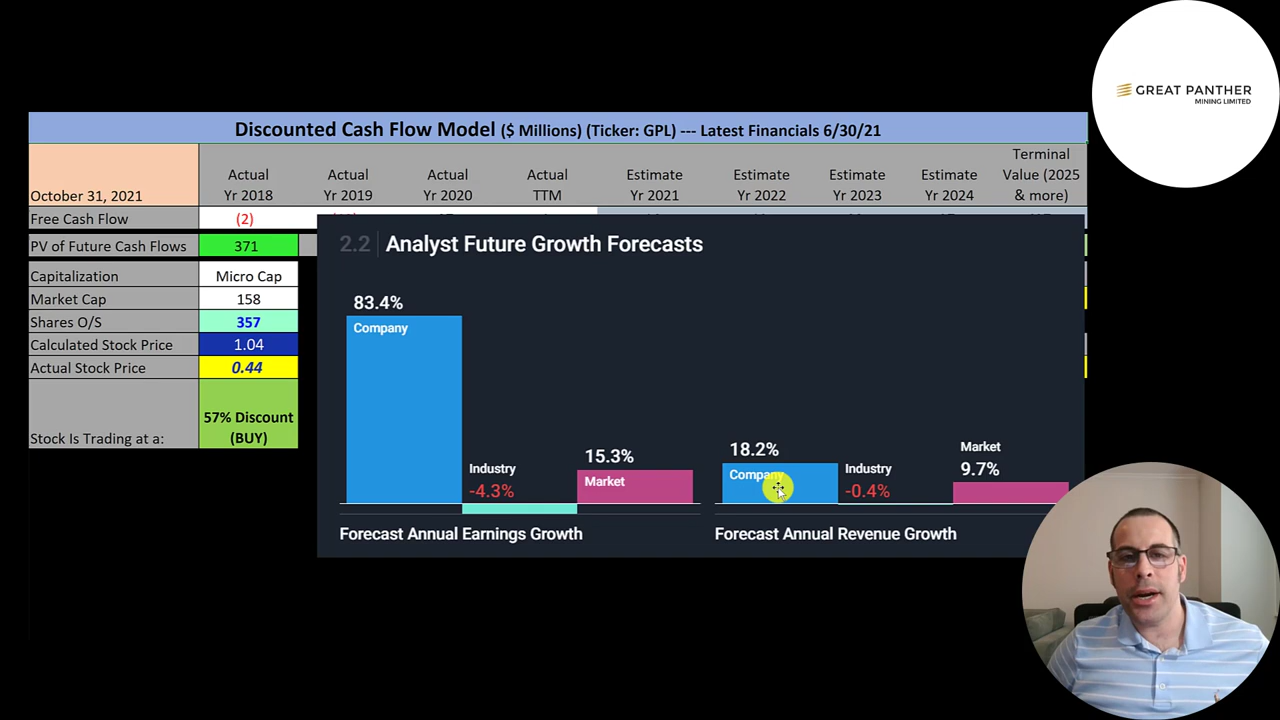 GREAT PANTHER
MINING LIMITED
Discounted Cash Flow Model ($ Millions) (Ticker: GPL) --- Latest Financials 6/30/21
October 31, 2021
Actual Yr 2018
Actual Yr 2019
Actual Yr 2020
Actual TTM
Estimate Yr 2021
Estimate Yr 2022
Estimate Yr 2023
Estimate Yr 2024
Terminal Value (2025 & more)
Free Cash Flow (2)
PV of Future Cash Flows 371
Capitalization Micro Cap
Market Cap 158
Shares O/S 357
Calculated Stock Price 1.04
Actual Stock Price 0.44
Stock Is Trading at a: 57% Discount (BUY)
2.2 Analyst Future Growth Forecasts
83.4%
Company
Industry
-4.3%
15.3%
Market
Forecast Annual Earnings Growth
18.2%
Company
Industry
-0.4%
Market
9.7%
Forecast Annual Revenue Growth